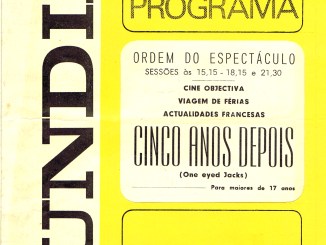 PROGRAMA
ORDEM DO ESPECTÁCULO
SESSÕES às 15,15 - 18,15 e 21,30
CINE OBJECTIVA
VIAGEM DE FÉRIAS
ACTUALIDADES FRANCESAS
CINCO ANOS DEPOIS
(One eyed Jacks)
Para maiores de 17 anos
UNDI